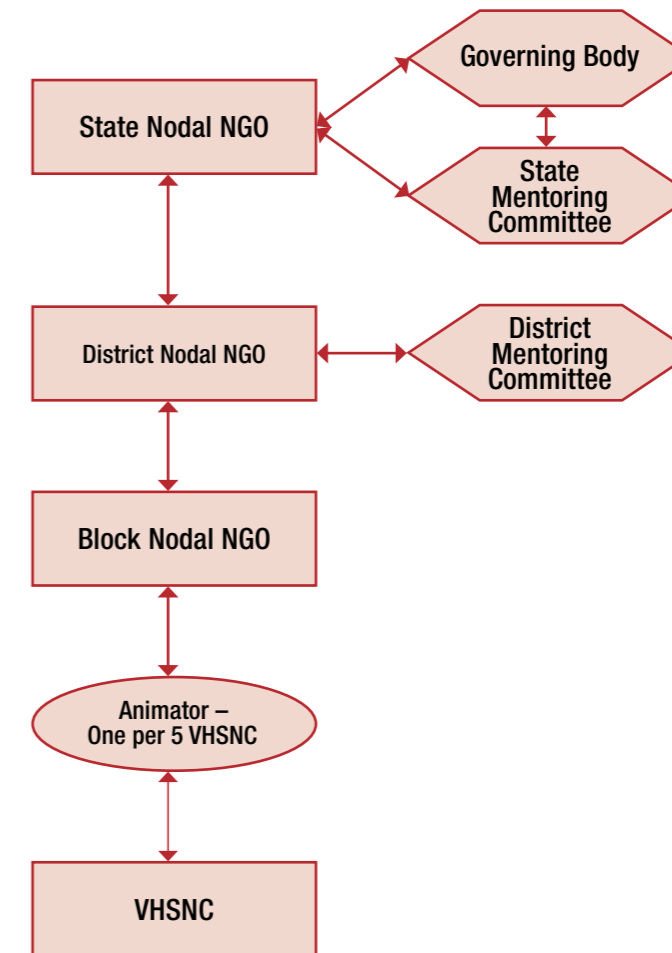 Governing Body
State Nodal NGO
State
Mentoring
Committee
District Nodal NGO
District
Mentoring
Committee
Block Nodal NGO
Animator –
One per 5 VHSNC
VHSNC